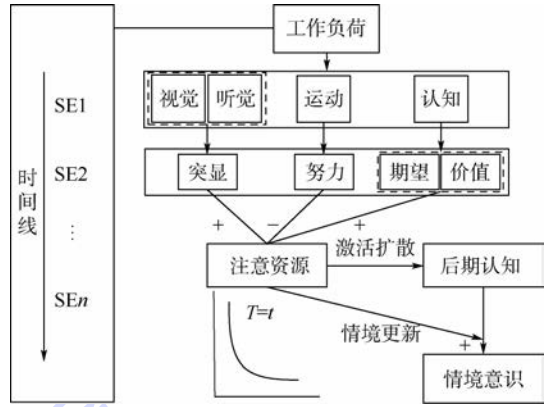 工作负荷
时间线
SE1
SE2
⋮
SEn
视觉 听觉 运动 认知
突显 努力 期望 价值
+ − +
注意资源 激活扩散 后期认知
T=t
情境更新 +
情境意识